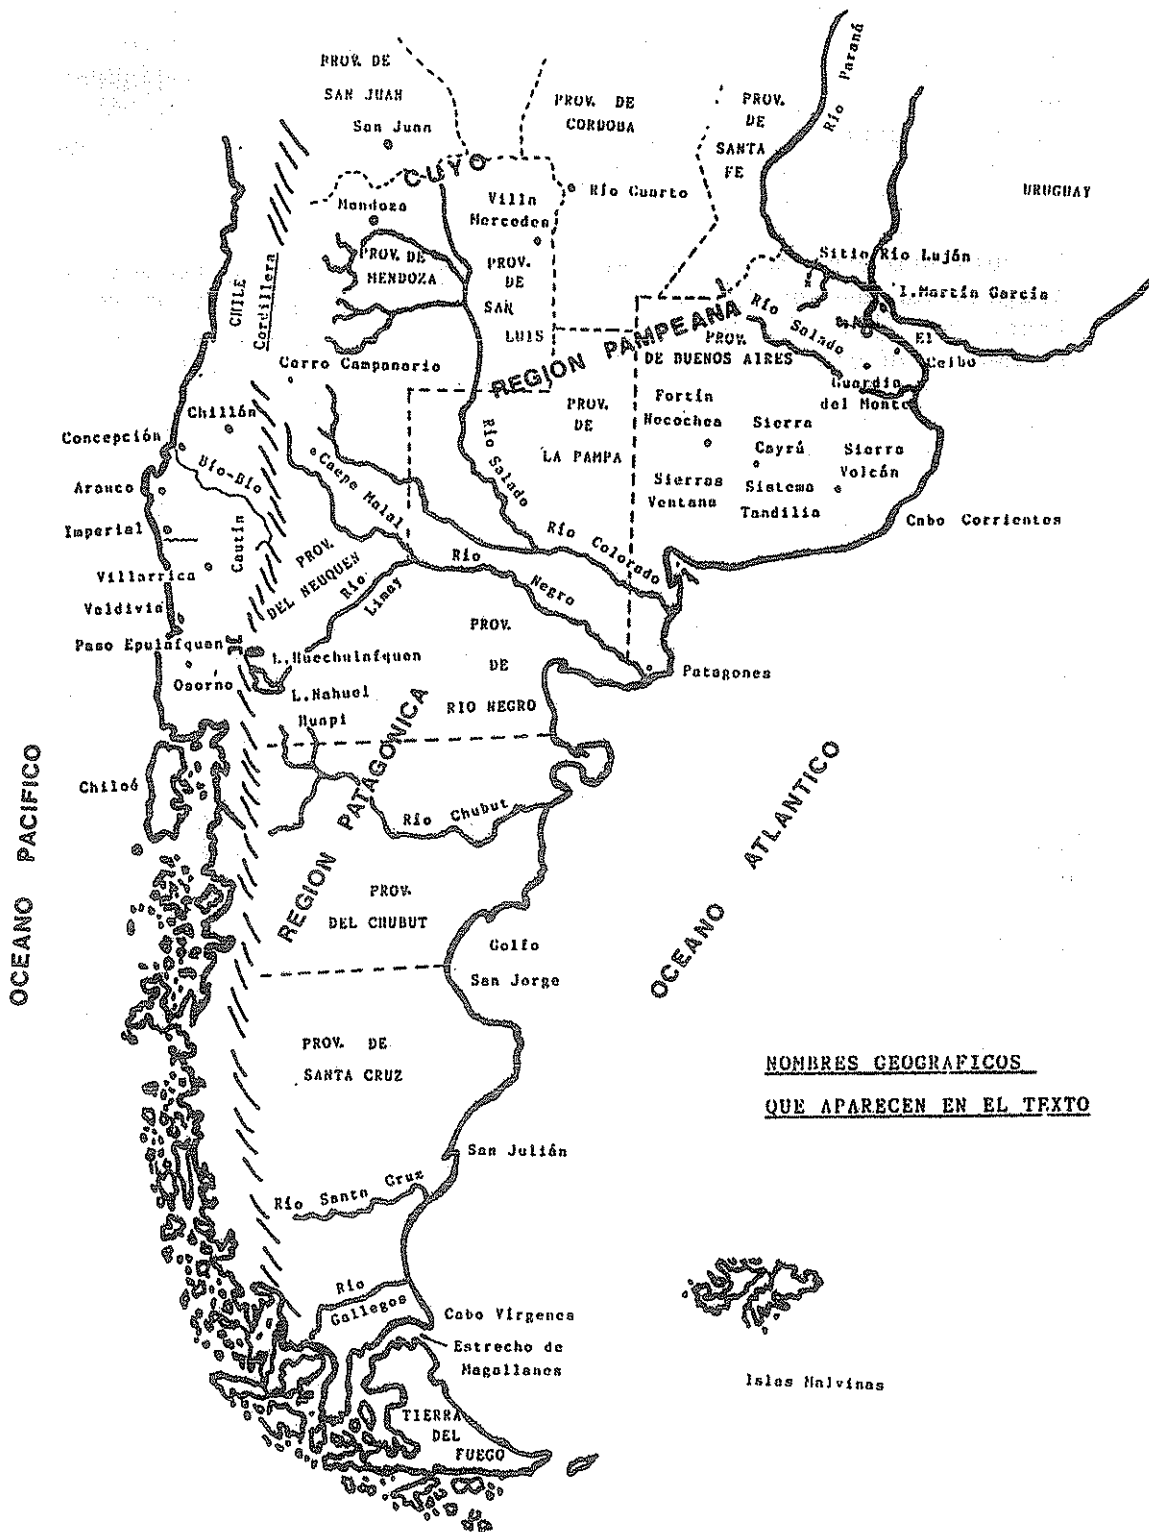 PROV. DE
SAN JUAN
San Juan
PROV. DE
CORDOBA
PROV.
DE
SANTA
FE
Río Paraná
URUGUAY
CUYO
Mendoza
Villa
Mercedes
Río Cuarto
PROV. DE
MENDOZA
PROV.
DE
SAN
LUIS
Sitio Río Luján
I.Martín García
CHILE
Cordillera
REGION PAMPEANA
Río Salado
El
Ceibo
PROV.
DE BUENOS AIRES
Guardia
del Monte
Cerro Campanario
Chillán
Concepción
Bío-Bío
Arauco
Imperial
Cautín
Villarrica
Valdivia
Paso Epulafquen
Osorno
Caepe Malal
Río Salado
PROV.
DE
LA PAMPA
Fortín
Necochea
Sierra
Cayrú
Sierra
Volcán
Sierras
Ventana
Sistema
Tandilia
Cabo Corrientes
PROV.
DEL NEUQUEN
Río
Limay
Río
Negro
Río Colorado
Patagones
L.Huechulafquen
L.Nahuel
Huapi
PROV.
DE
RIO NEGRO
Chiloé
REGION PATAGONICA
Río Chubut
OCEANO PACIFICO
OCEANO ATLANTICO
PROV.
DEL CHUBUT
Golfo
San Jorge
PROV. DE
SANTA CRUZ
NOMBRES GEOGRAFICOS
QUE APARECEN EN EL TEXTO
San Julián
Río Santa Cruz
Río
Gallegos
Cabo Vírgenes
Estrecho de
Magallanes
Islas Malvinas
TIERRA
DEL
FUEGO